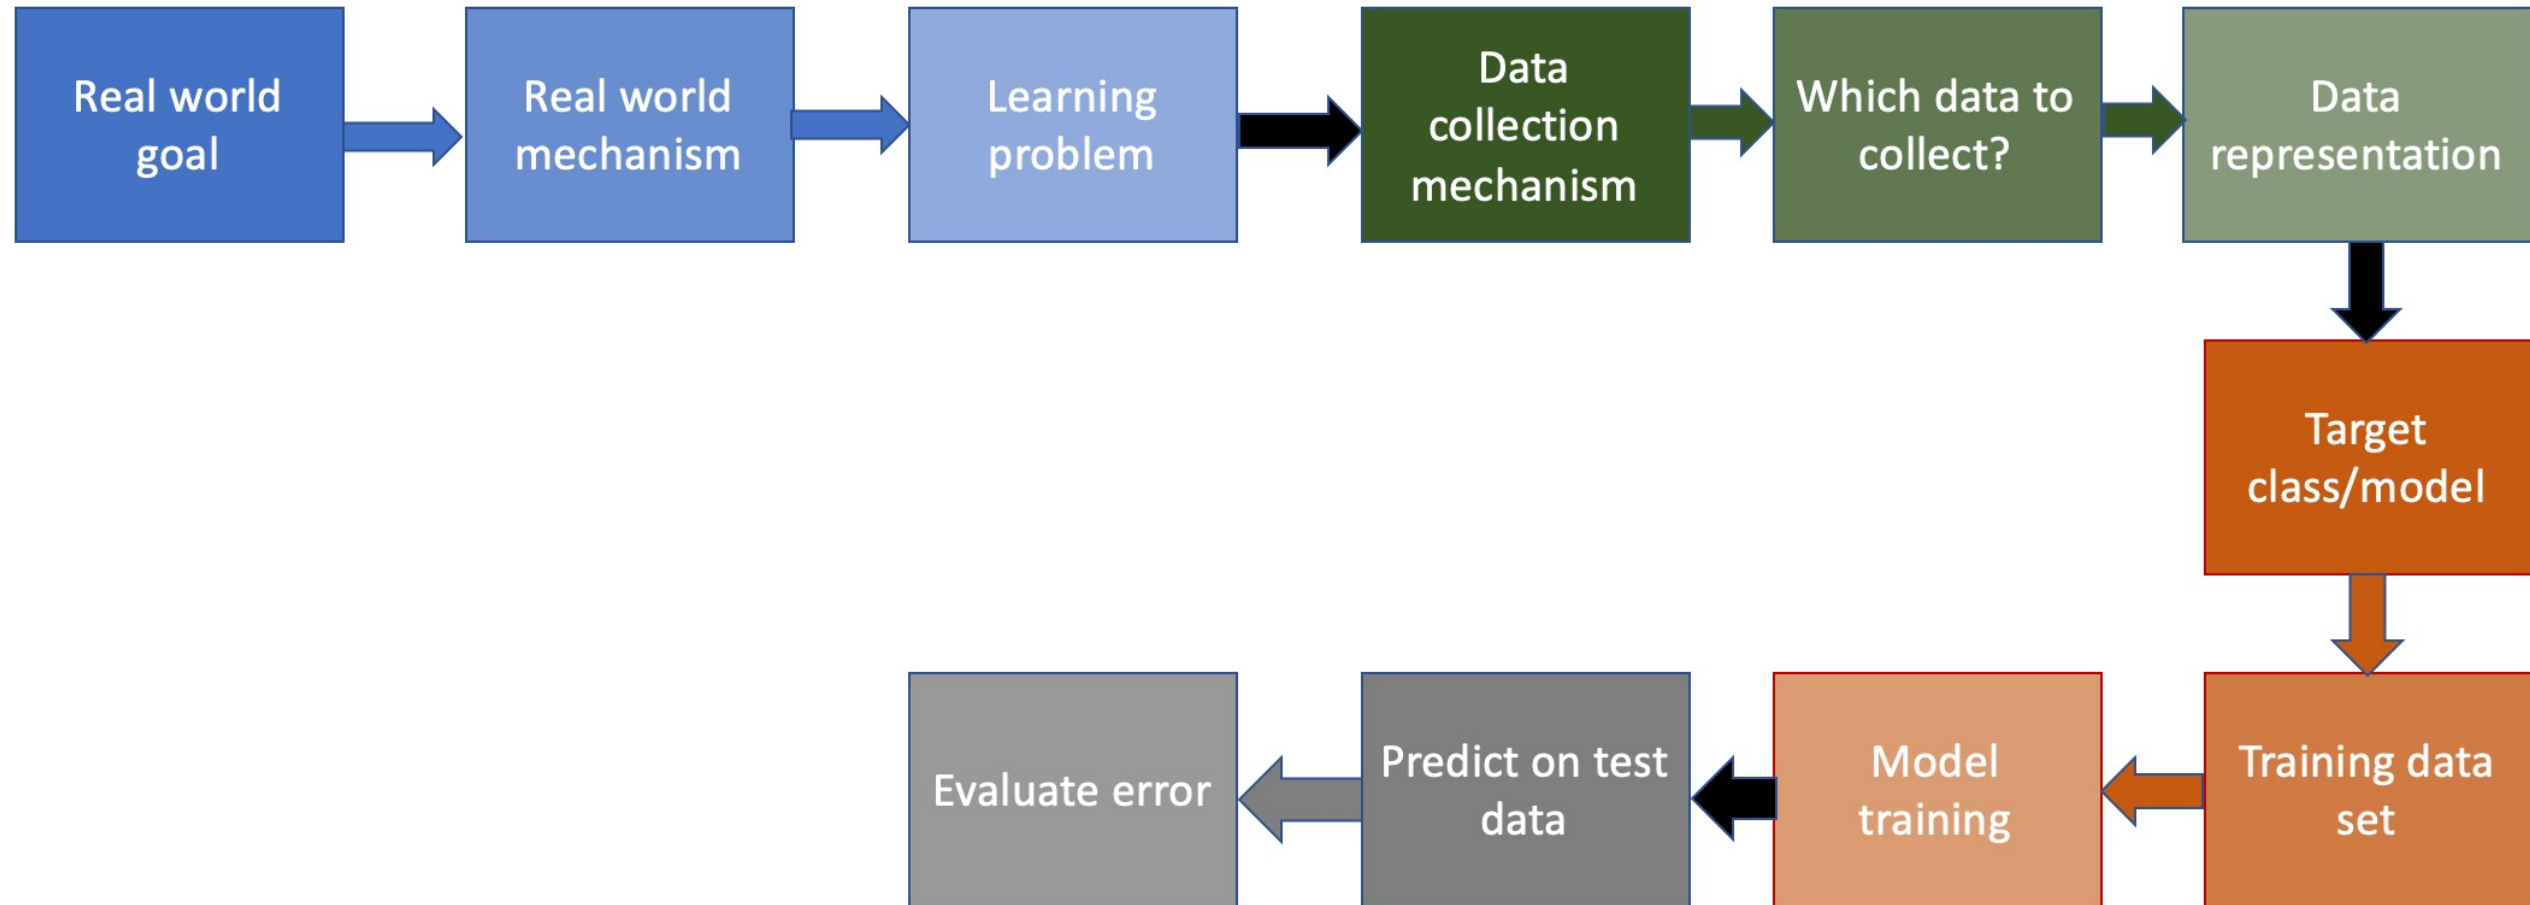 Real world
goal
Real world
mechanism
Learning
problem
Data
collection
mechanism
Which data to
collect?
Data
representation
Target
class/model
Training data
set
Model
training
Predict on test
data
Evaluate error